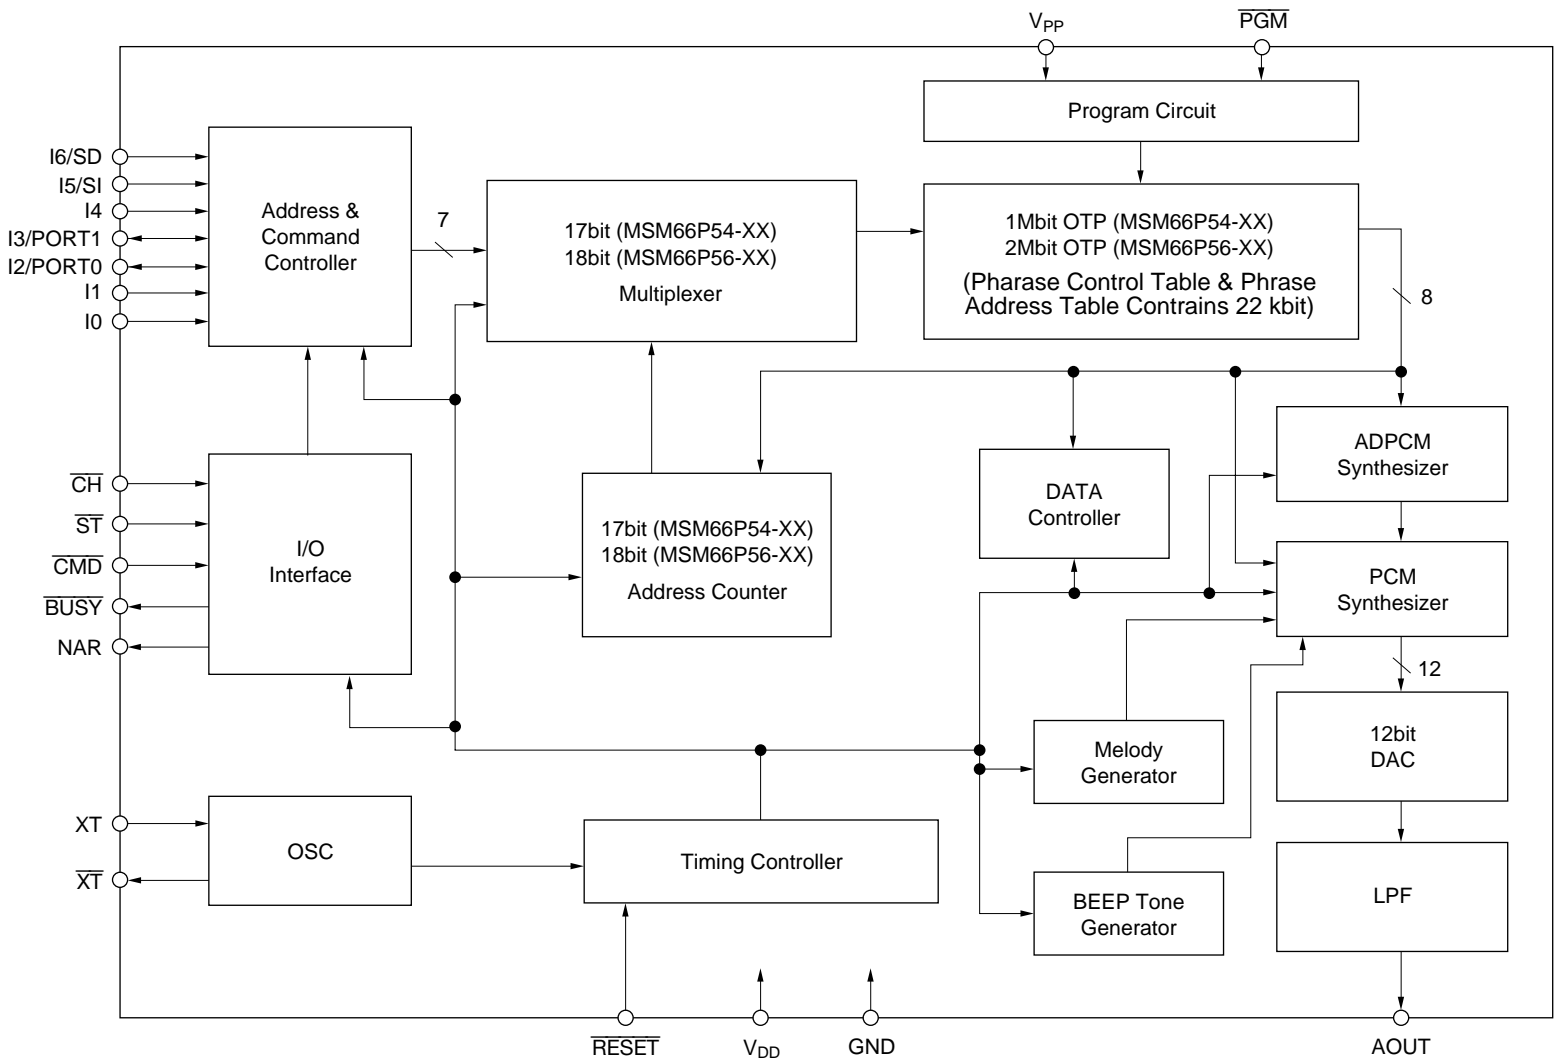 VPP
PGM
Program Circuit
I6/SD
I5/SI
I4
I3/PORT1
I2/PORT0
I1
I0
Address &
Command
Controller
7
17bit (MSM66P54-XX)
18bit (MSM66P56-XX)
Multiplexer
1Mbit OTP (MSM66P54-XX)
2Mbit OTP (MSM66P56-XX)
(Pharase Control Table & Phrase
Address Table Contrains 22 kbit)
8
CH
ST
CMD
BUSY
NAR
I/O
Interface
17bit (MSM66P54-XX)
18bit (MSM66P56-XX)
Address Counter
DATA
Controller
ADPCM
Synthesizer
PCM
Synthesizer
12
Melody
Generator
12bit
DAC
XT
XT
OSC
Timing Controller
BEEP Tone
Generator
LPF
RESET
VDD
GND
AOUT